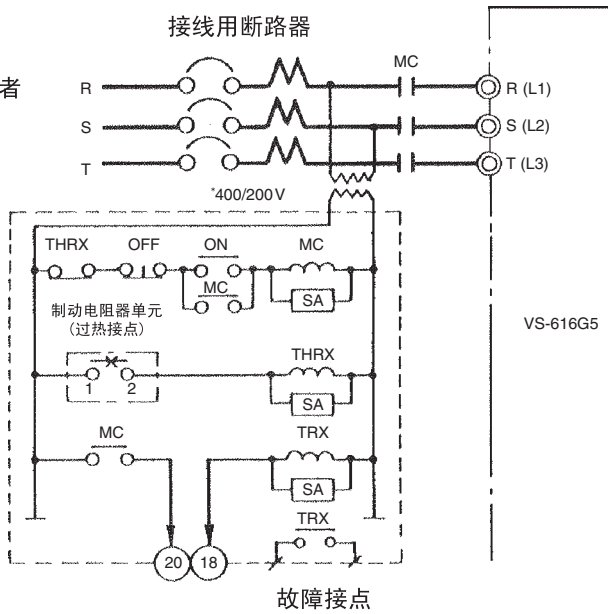 接线用断路器
者
MC
R
R (L1)
S
S (L2)
T
T (L3)
*400/200V
THRX
OFF
ON
MC
MC
SA
制动电阻器单元
(过热接点)
1
2
THRX
SA
VS-616G5
MC
TRX
SA
TRX
20
18
故障接点